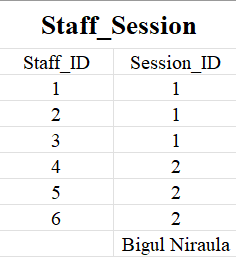 Staff_Session
Staff_ID Session_ID
1 1
2 1
3 1
4 2
5 2
6 2
Bigul Niraula